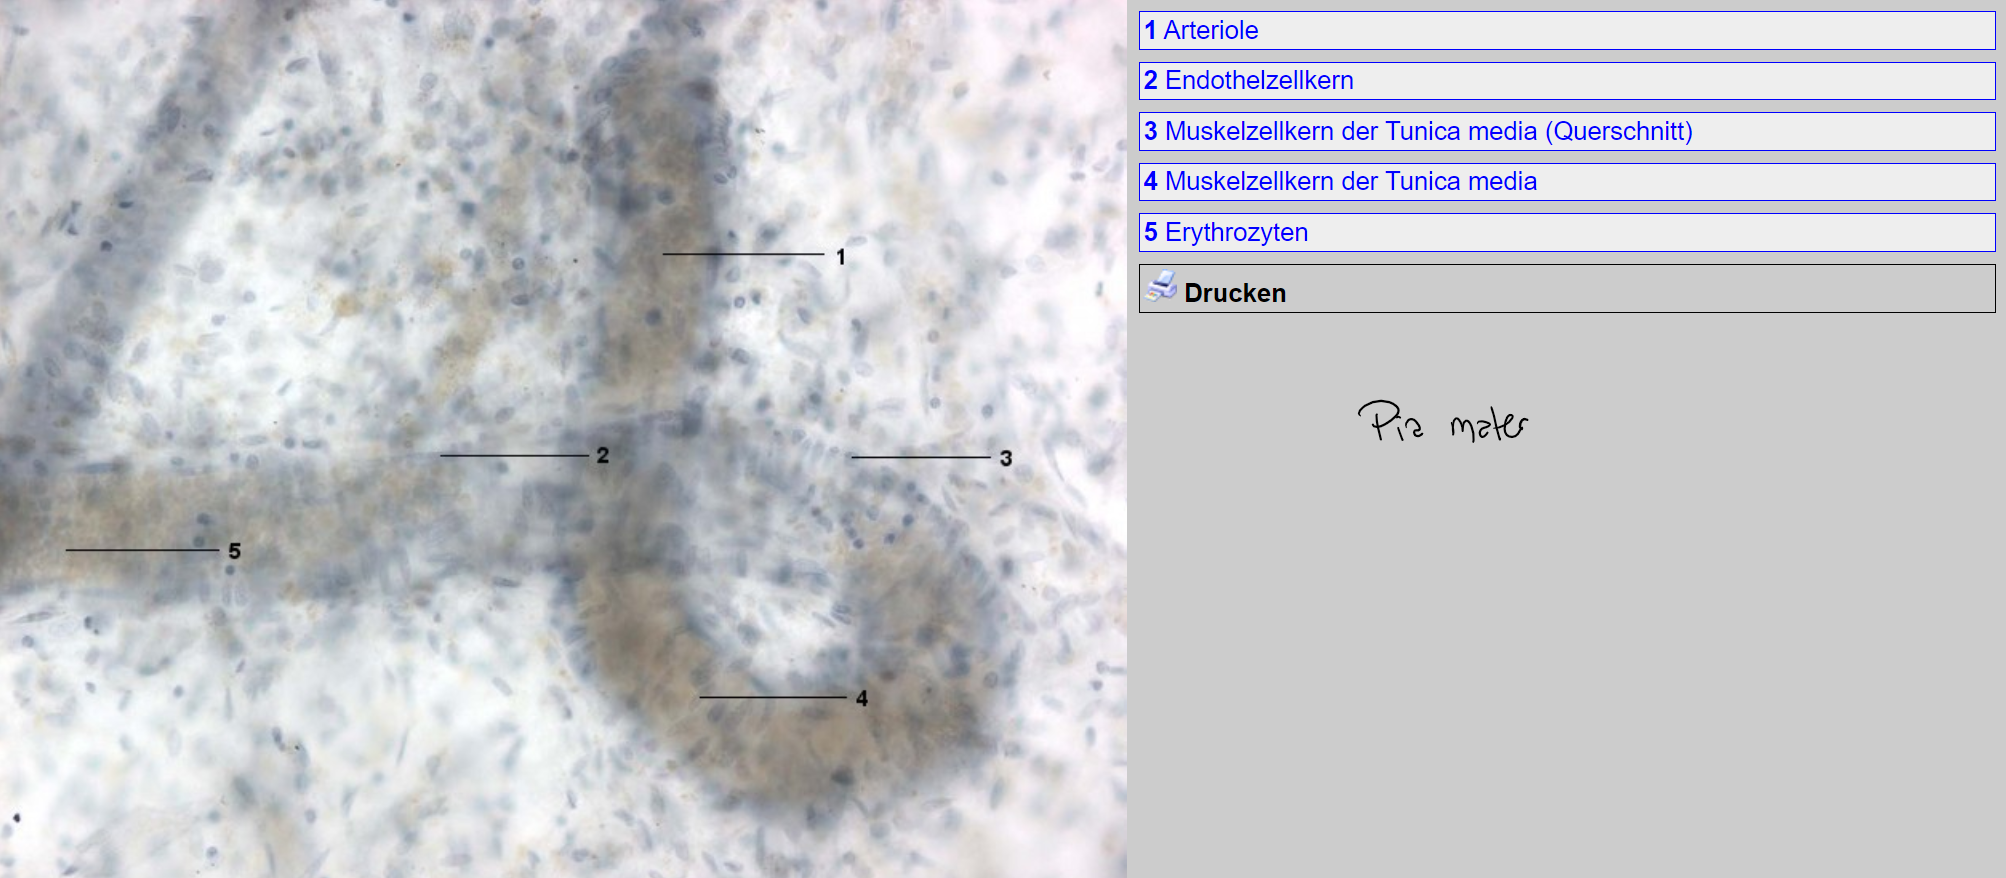 1
2
3
4
5
1 Arteriole
2 Endothelzellkern
3 Muskelzellkern der Tunica media (Querschnitt)
4 Muskelzellkern der Tunica media
5 Erythrozyten
Drucken
Pia mater